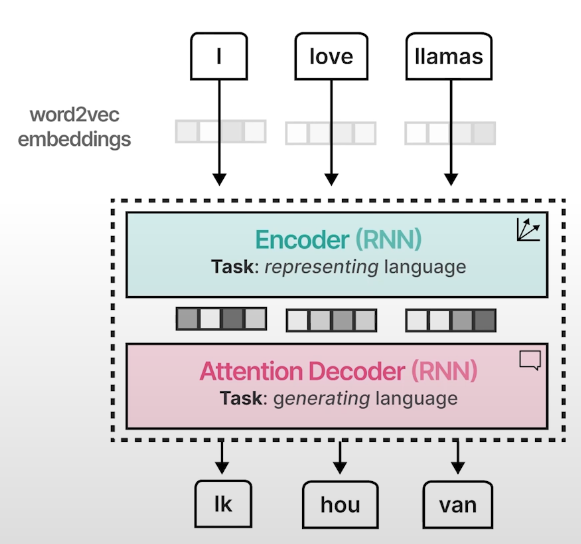 I
love
llamas
word2vec
embeddings
Encoder (RNN)
Task: representing language
Attention Decoder (RNN)
Task: generating language
Ik
hou
van